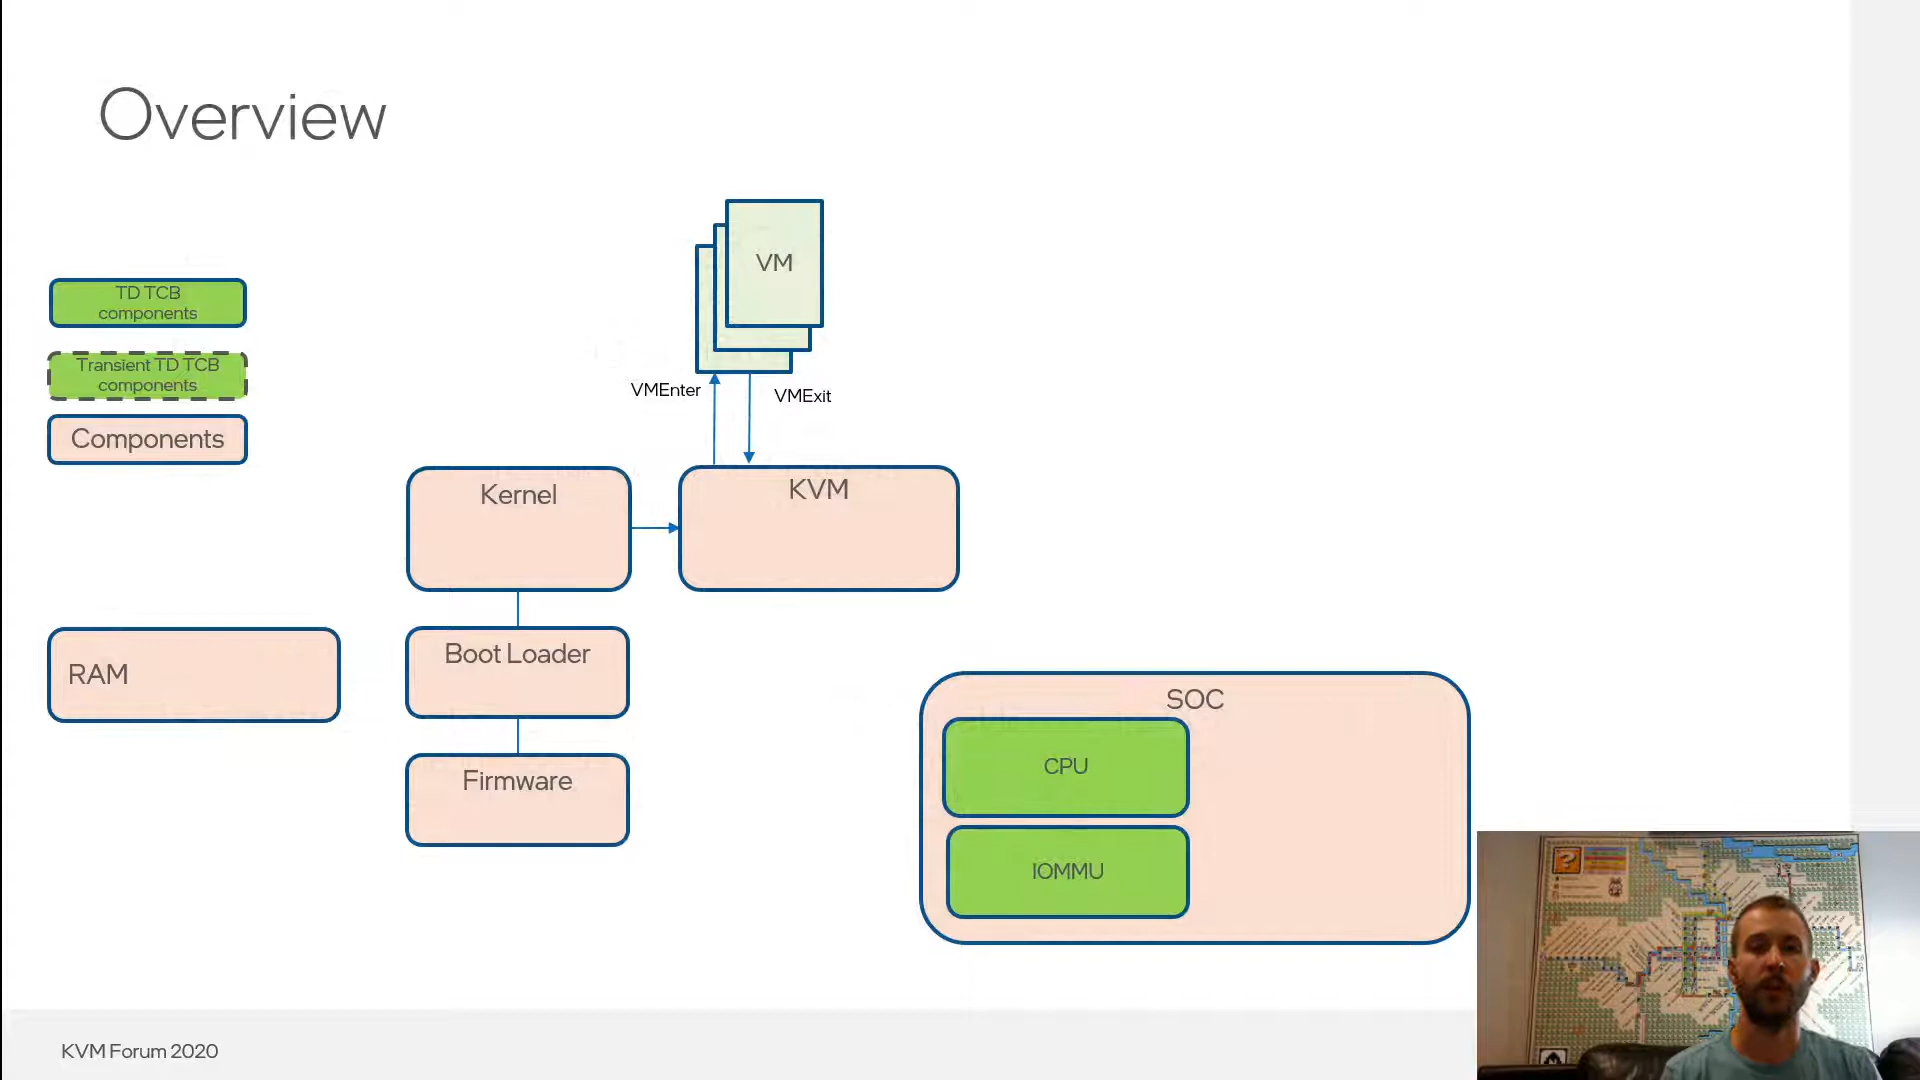 Overview
VM
TD TCB
components
Transient TD TCB
components
Components
VMEnter
VMExit
Kernel
KVM
RAM
Boot Loader
Firmware
SOC
CPU
IOMMU
KVM Forum 2020